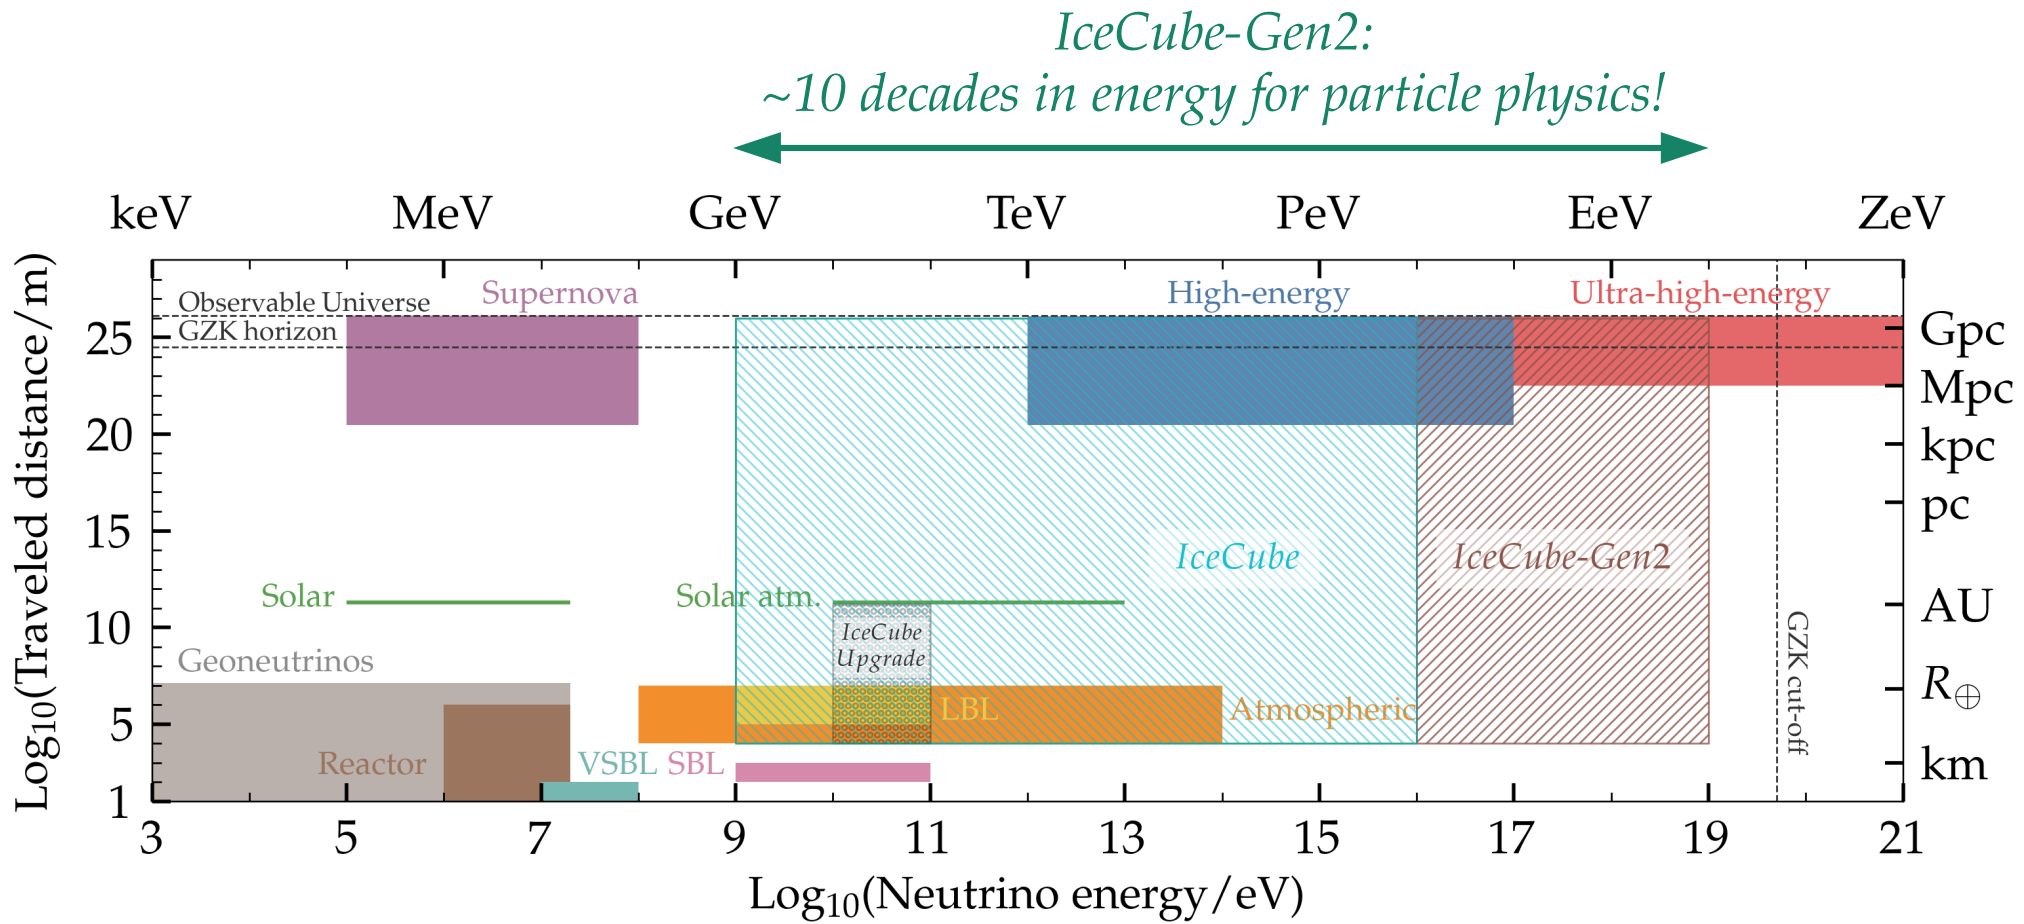 IceCube-Gen2:
~10 decades in energy for particle physics!
keV MeV GeV TeV PeV EeV ZeV
Supernova High-energy Ultra-high-energy
Observable Universe
GZK horizon
25
20
15
10
5
1
Log10(Traveled distance/m)
Gpc
Mpc
kpc
pc
AU
R⊕
km
IceCube IceCube-Gen2
Solar Solar atm.
IceCube
Upgrade
Geoneutrinos
LBL Atmospheric
Reactor VSBL SBL
GZK cut-off
3 5 7 9 11 13 15 17 19 21
Log10(Neutrino energy/eV)